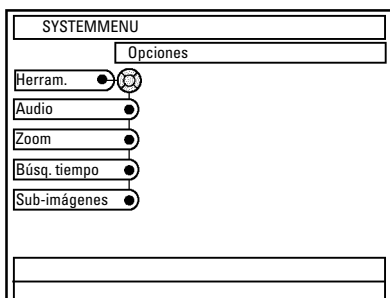 SYSTEMMENU
Opciones
Herram.
Audio
Zoom
Búsq. tiempo
Sub-imágenes